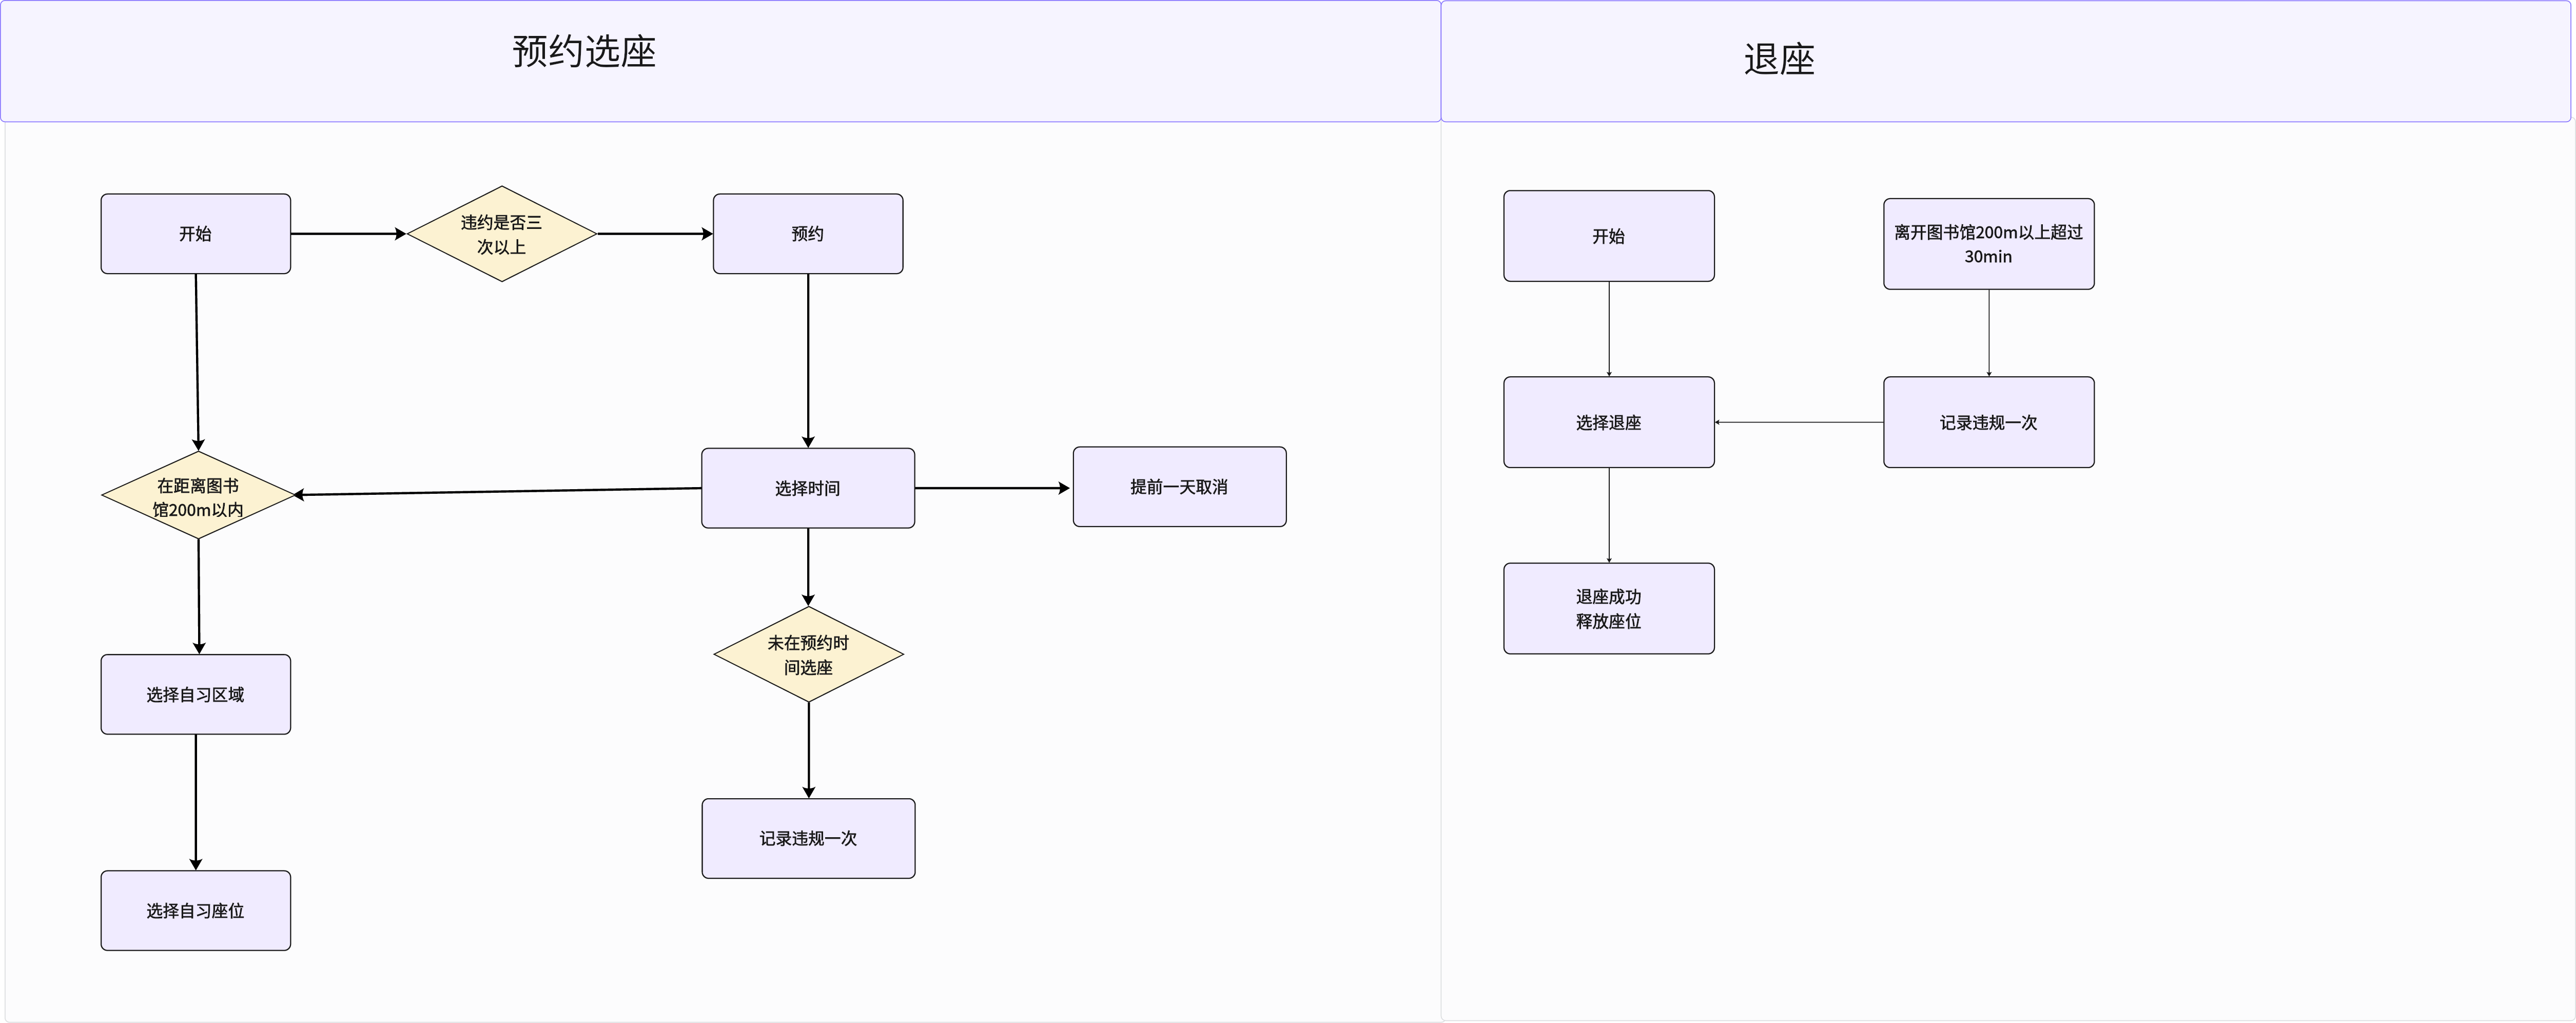 预约选座
退座
开始
违约是否三
次以上
预约
在距离图书
馆200m以内
选择时间
提前一天取消
选择自习区域
未在预约时
间选座
记录违规一次
选择自习座位
开始
离开图书馆200m以上超过
30min
选择退座
记录违规一次
退座成功
释放座位